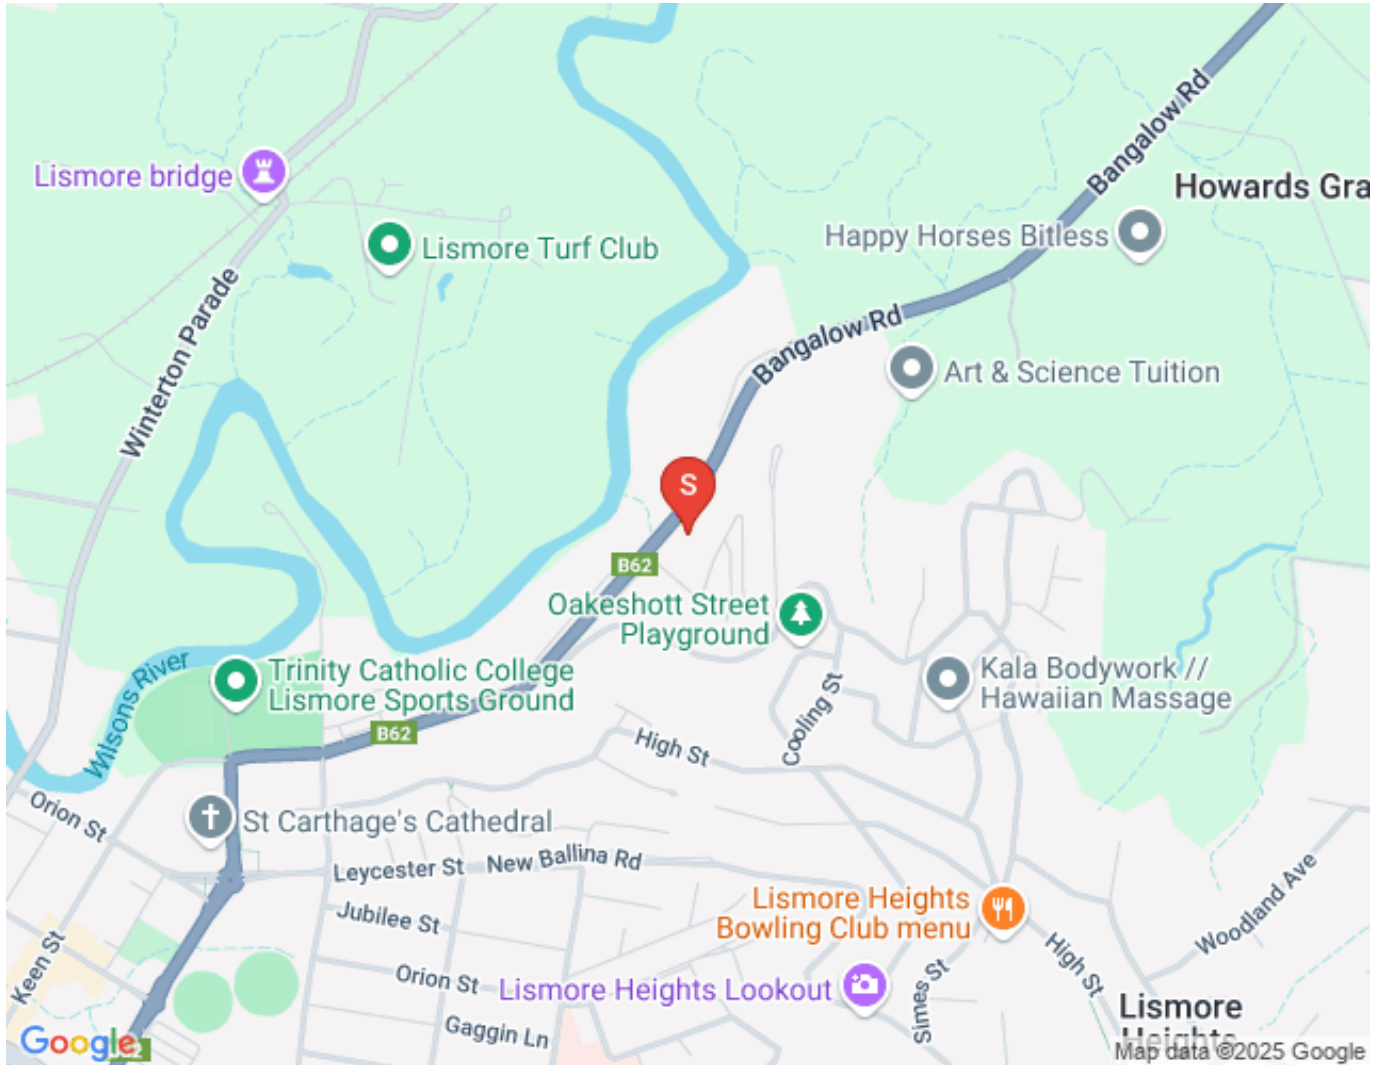 Bangalow Rd
Howards Gra
Lismore bridge
Happy Horses Bitless
Lismore Turf Club
Winterton Parade
Bangalow Rd
Art & Science Tuition
S
B62
Oakeshott Street
Playground
Trinity Catholic College
Lismore Sports Ground
Kala Bodywork //
Hawaiian Massage
Wilsons River
Cooling St
B62
High St
Orion St
St Carthage's Cathedral
Leycester St
New Ballina Rd
Jubilee St
Lismore Heights
Bowling Club menu
Woodland Ave
Keen St
Orion St
Lismore Heights Lookout
Simes St
High St
Lismore
Heights
Gaggin Ln
Google
Map data ©2025 Google